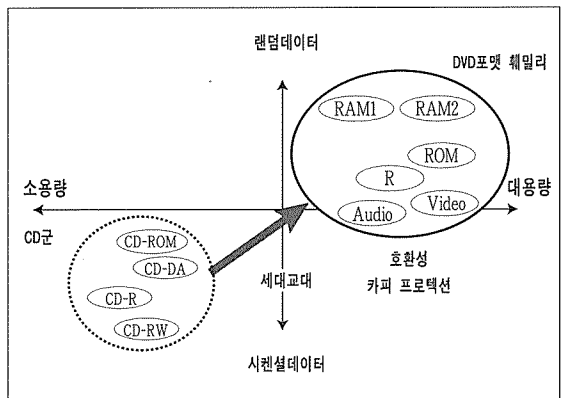 랜덤데이터
DVD포맷 훼밀리
RAM1 RAM2
ROM
R
소용량 대용량
Audio Video
CD군
CD-ROM
호환성
CD-DA
세대교대
카피 프로텍션
CD-R
CD-RW
시켄셜데이터